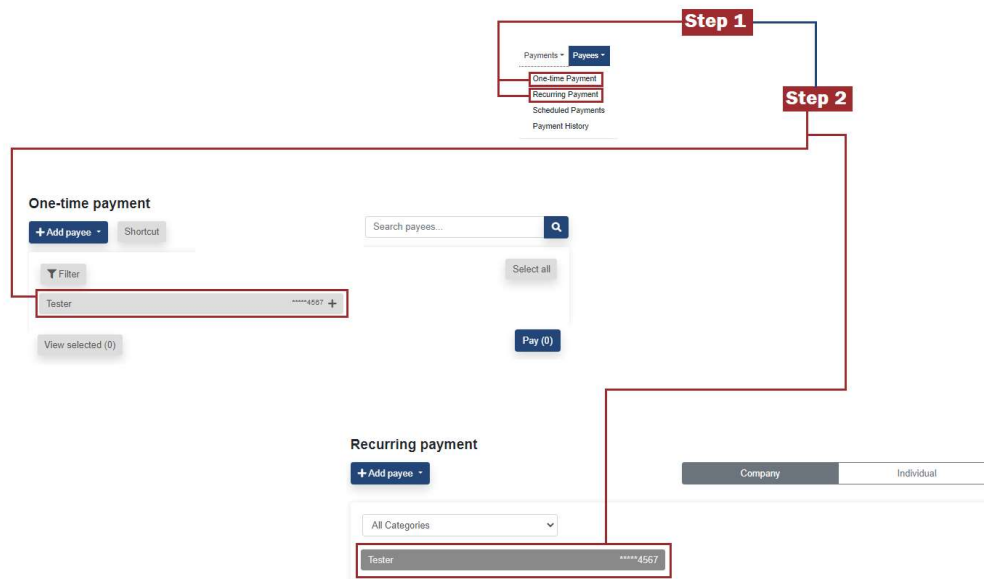 Step 1
Payments Payees
One-time Payment
Recurring Payment
Step 2
Scheduled Payments
Payment History
One-time payment
+ Add payee Shortcut
Search payees...
Filter
Select all
Tester *****4567 +
View selected (0)
Pay (0)
Recurring payment
+ Add payee
Company Individual
All Categories
Tester *****4567